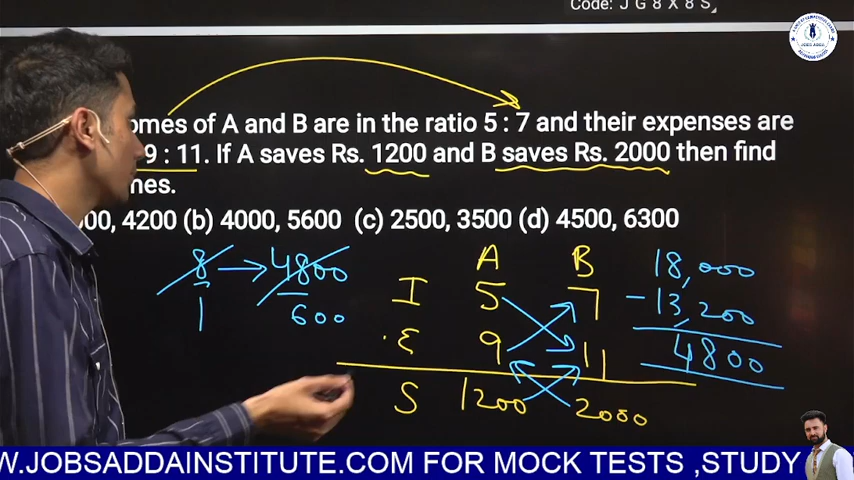 Code: J G 8 X 8 S
omes of A and B are in the ratio 5 : 7 and their expenses are
9 : 11. If A saves Rs. 1200 and B saves Rs. 2000 then find
mes.
00, 4200 (b) 4000, 5600 (c) 2500, 3500 (d) 4500, 6300
8 → 4800
1 600
A B
I 5 7
E 9 11
S 1200 2000
18,000
- 13,200
4800
W.JOBSADDAINSTITUTE.COM FOR MOCK TESTS ,STUDY